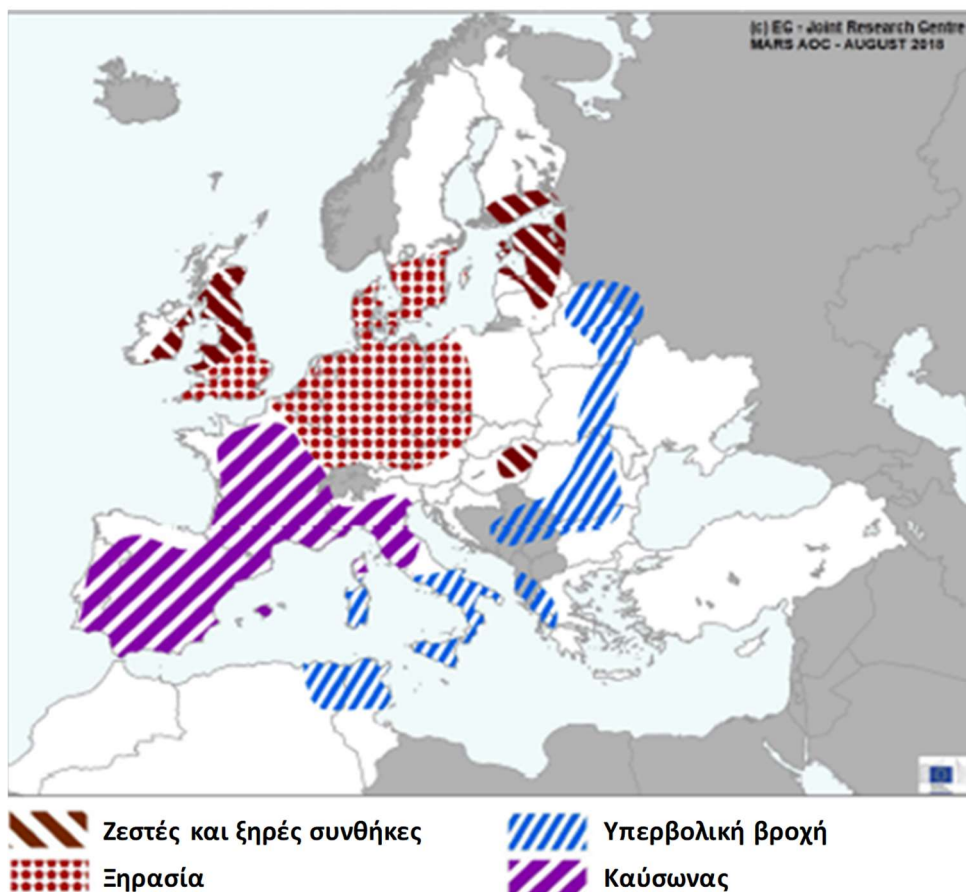 (c) EC - Joint Research Centre
MARS AOC - AUGUST 2018
Ζεστές και ξηρές συνθήκες
Υπερβολική βροχή
Ξηρασία
Καύσωνας